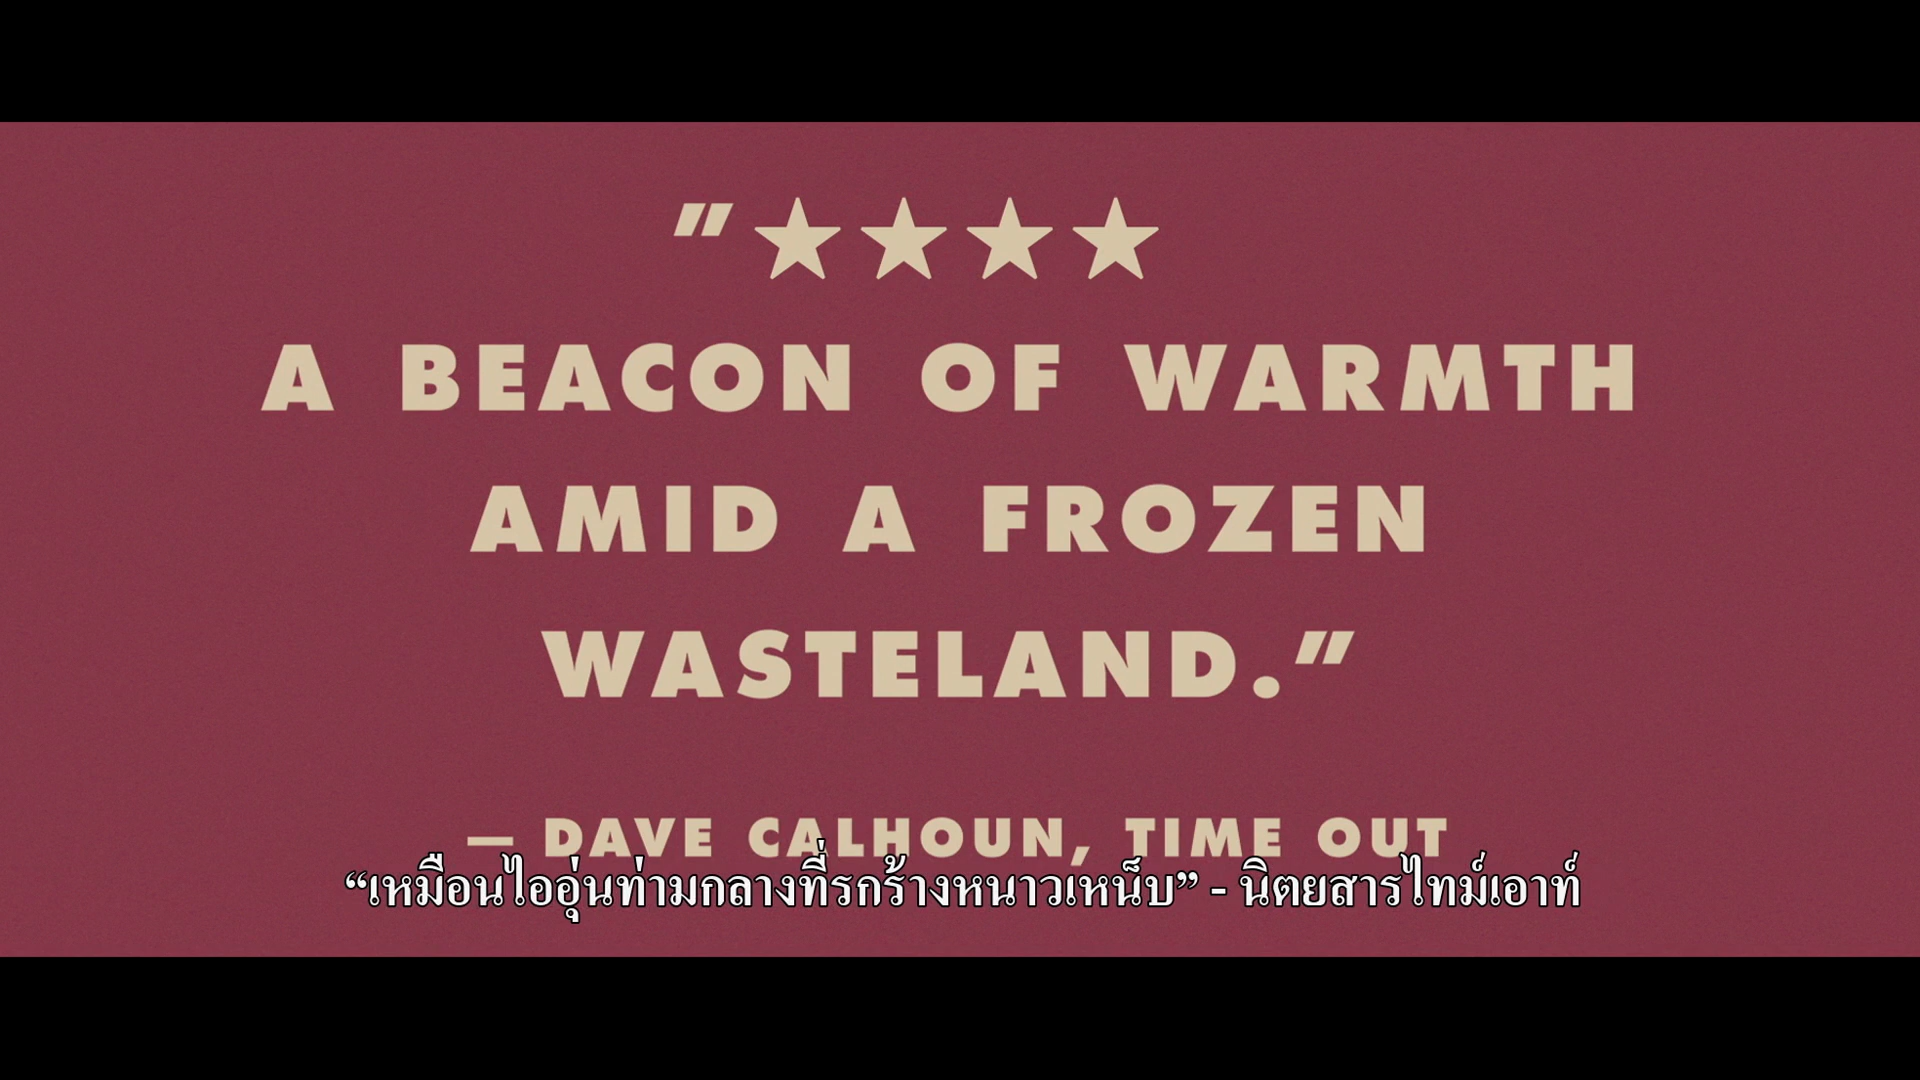 "★★★★
A BEACON OF WARMTH
AMID A FROZEN
WASTELAND."
— DAVE CALHOUN, TIME OUT
“เหมือนไออุ่นท่ามกลางที่รกร้างหนาวเหน็บ” - นิตยสารไทม์เอาท์